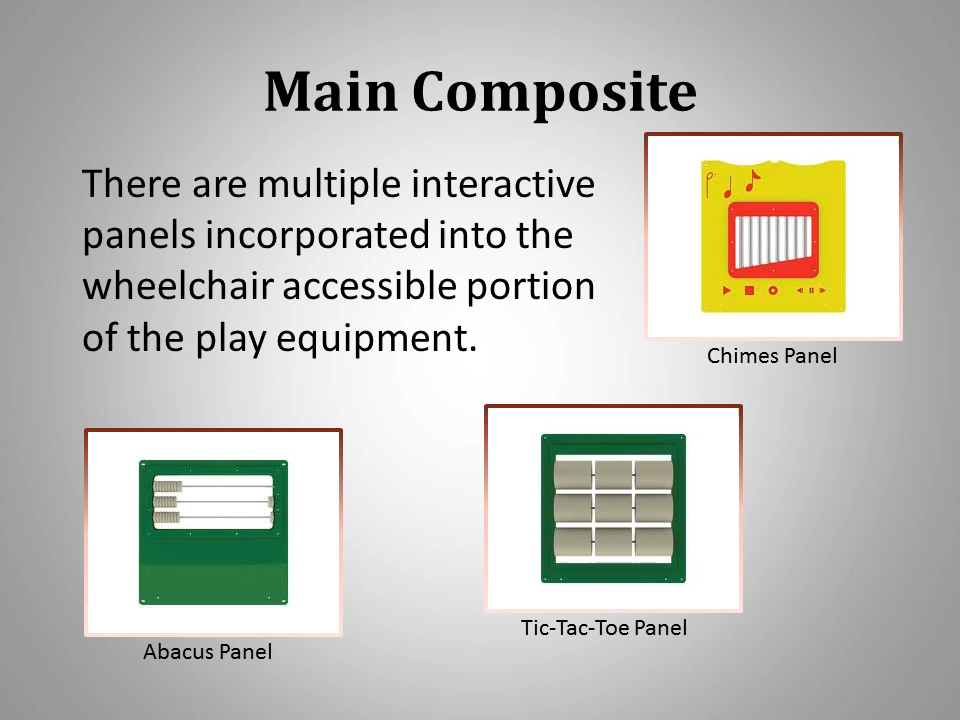 Main Composite
There are multiple interactive
panels incorporated into the
wheelchair accessible portion
of the play equipment.
Chimes Panel
Abacus Panel
Tic-Tac-Toe Panel